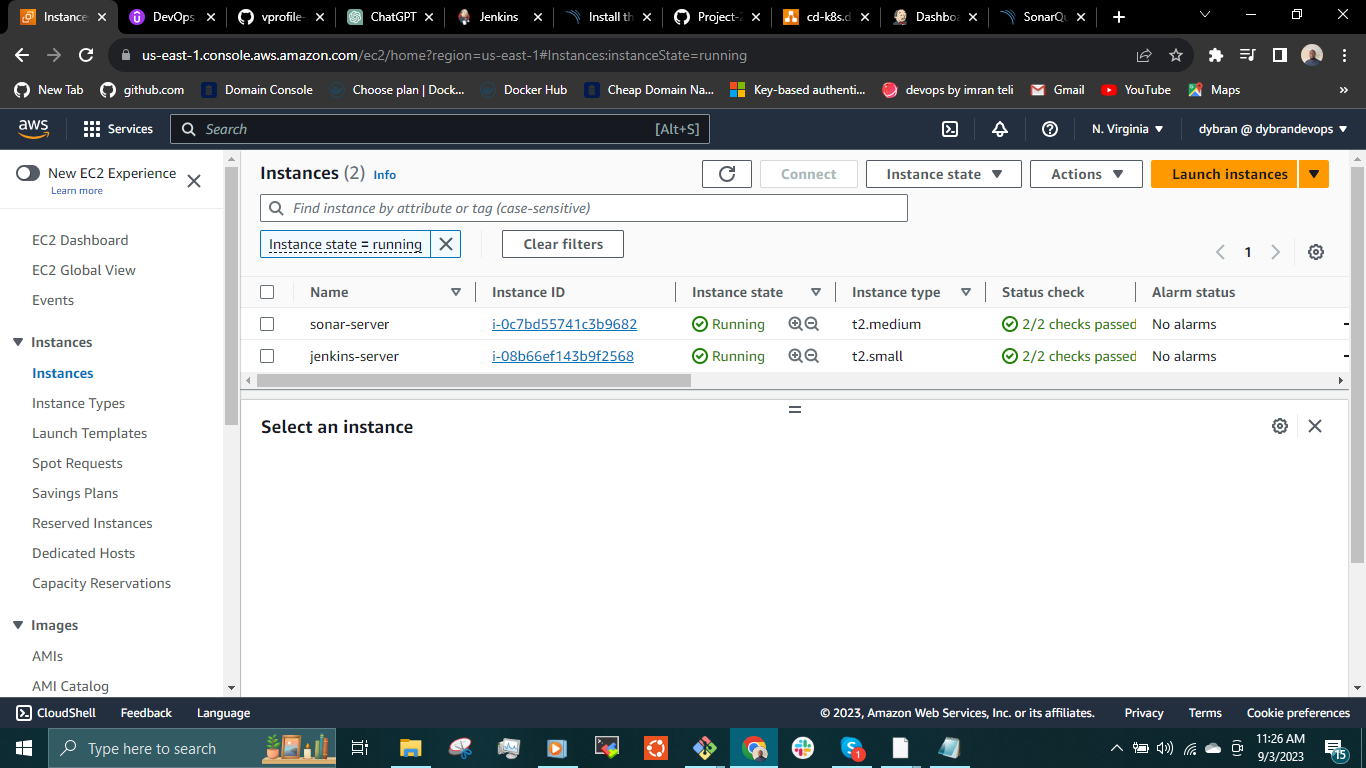 Instance
DevOps
vprofile-
ChatGPT
Jenkins
Install th
Project-
cd-k8s.d
Dashboa
SonarQu
us-east-1.console.aws.amazon.com/ec2/home?region=us-east-1#Instances:instanceState=running
New Tab
github.com
Domain Console
Choose plan | Dock...
Docker Hub
Cheap Domain Na...
Key-based authenti...
devops by imran teli
Gmail
YouTube
Maps
»
aws
Services
Search
[Alt+S]
N. Virginia
dybran @ dybrandevops
New EC2 Experience
Learn more
EC2 Dashboard
EC2 Global View
Events
Instances
Instances
Instance Types
Launch Templates
Spot Requests
Savings Plans
Reserved Instances
Dedicated Hosts
Capacity Reservations
Images
AMIs
AMI Catalog
Instances (2) Info
Connect
Instance state
Actions
Launch instances
Find instance by attribute or tag (case-sensitive)
Instance state = running
Clear filters
1
Name Instance ID Instance state Instance type Status check Alarm status
sonar-server i-0c7bd55741c3b9682 Running t2.medium 2/2 checks passed No alarms
jenkins-server i-08b66ef143b9f2568 Running t2.small 2/2 checks passed No alarms
Select an instance
CloudShell
Feedback
Language
© 2023, Amazon Web Services, Inc. or its affiliates.
Privacy
Terms
Cookie preferences
Type here to search
1
11:26 AM
9/3/2023
15